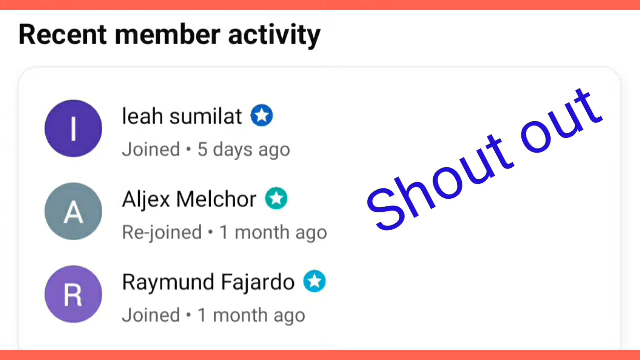 Recent member activity
l
leah sumilat
Joined • 5 days ago
A
Aljex Melchor
Re-joined • 1 month ago
R
Raymund Fajardo
Joined • 1 month ago
Shout out